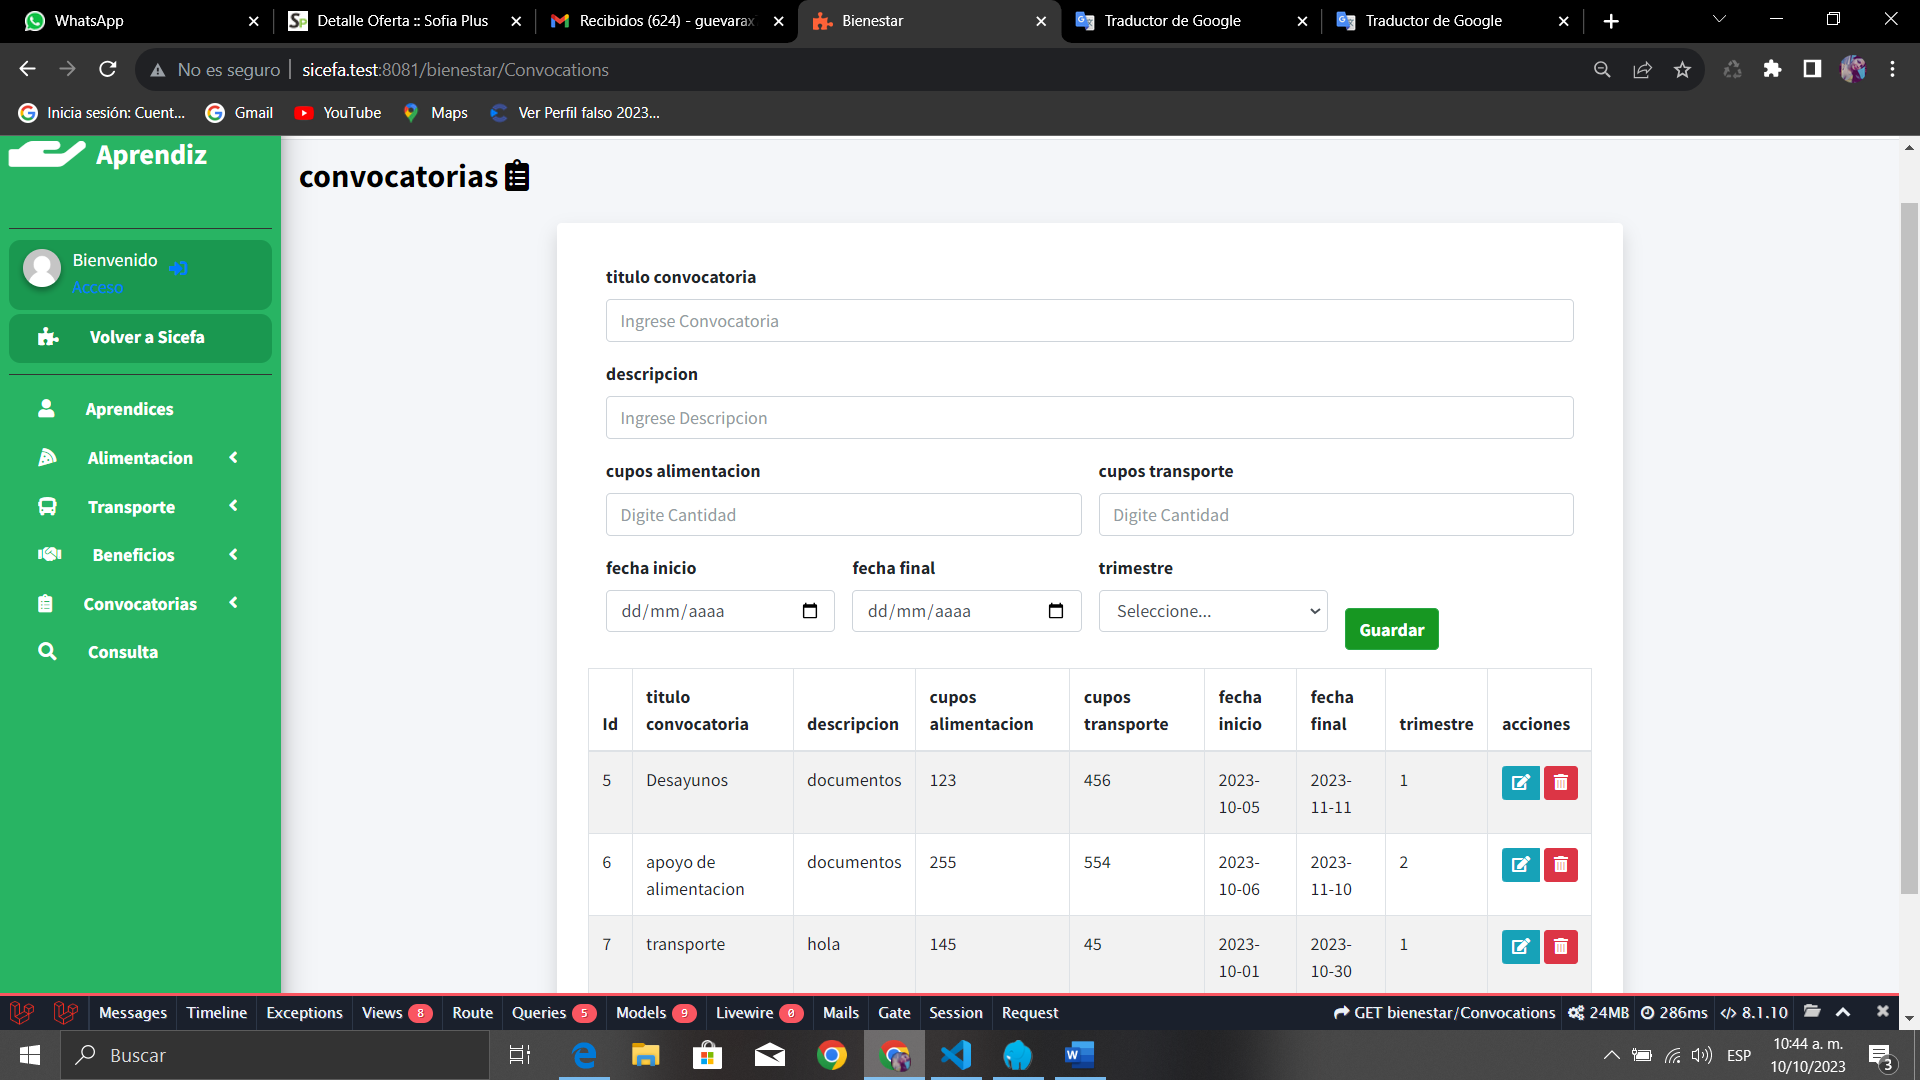 WhatsApp
Detalle Oferta :: Sofia Plus
Recibidos (624) - guevarax
Bienestar
Traductor de Google
Traductor de Google
No es seguro
sicefa.test:8081/bienestar/Convocations
Inicia sesión: Cuent...
Gmail
YouTube
Maps
Ver Perfil falso 2023...
Aprendiz
Bienvenido
Acceso
Volver a Sicefa
Aprendices
Alimentacion
Transporte
Beneficios
Convocatorias
Consulta
convocatorias
titulo convocatoria
Ingrese Convocatoria
descripcion
Ingrese Descripcion
cupos alimentacion
cupos transporte
Digite Cantidad
Digite Cantidad
fecha inicio
fecha final
trimestre
dd/mm/aaaa
dd/mm/aaaa
Seleccione...
Guardar
Id
titulo convocatoria
descripcion
cupos alimentacion
cupos transporte
fecha inicio
fecha final
trimestre
acciones
5 Desayunos documentos 123 456 2023-10-05 2023-11-11 1
6 apoyo de alimentacion documentos 255 554 2023-10-06 2023-11-10 2
7 transporte hola 145 45 2023-10-01 2023-10-30 1
Messages
Timeline
Exceptions
Views 8
Route
Queries 5
Models 9
Livewire 0
Mails
Gate
Session
Request
GET bienestar/Convocations
24MB
286ms
8.1.10
Buscar
ESP
10:44 a. m.
10/10/2023
3